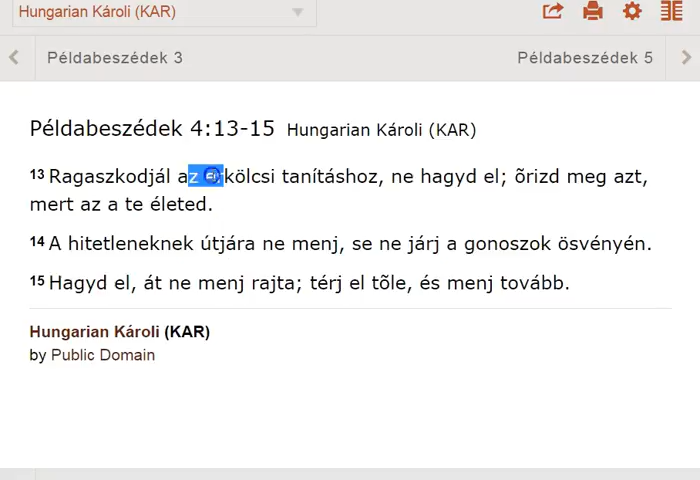 Hungarian Károli (KAR)
Példabeszédek 3
Példabeszédek 5
Példabeszédek 4:13-15 Hungarian Károli (KAR)
13 Ragaszkodjál az erkölcsi tanításhoz, ne hagyd el; õrizd meg azt,
mert az a te életed.
14 A hitetleneknek útjára ne menj, se ne járj a gonoszok ösvényén.
15 Hagyd el, át ne menj rajta; térj el tõle, és menj tovább.
Hungarian Károli (KAR)
by Public Domain